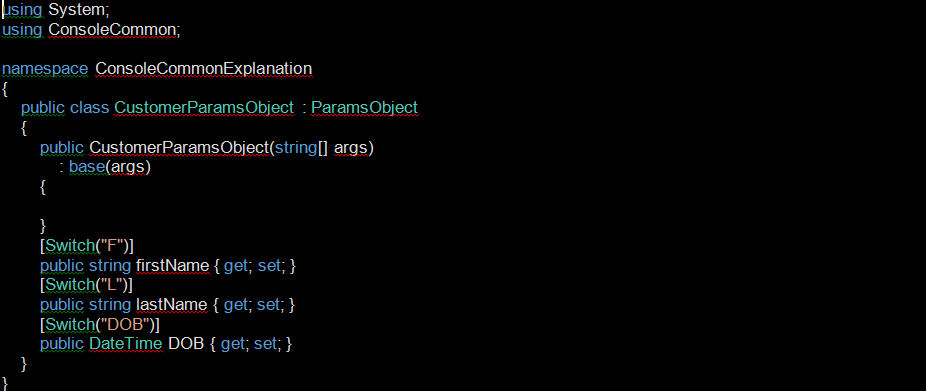 using System;
using ConsoleCommon;
namespace ConsoleCommonExplanation
{
public class CustomerParamsObject : ParamsObject
{
public CustomerParamsObject(string[] args)
: base(args)
{
}
[Switch("F")]
public string firstName { get; set; }
[Switch("L")]
public string lastName { get; set; }
[Switch("DOB")]
public DateTime DOB { get; set; }
}
}